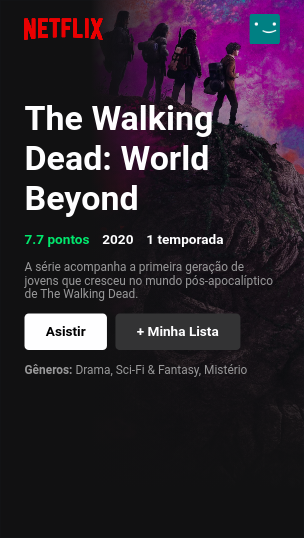 NETFLIX
The Walking
Dead: World
Beyond
7.7 pontos 2020 1 temporada
A série acompanha a primeira geração de
jovens que cresceu no mundo pós-apocalíptico
de The Walking Dead.
Asistir + Minha Lista
Gêneros: Drama, Sci-Fi & Fantasy, Mistério